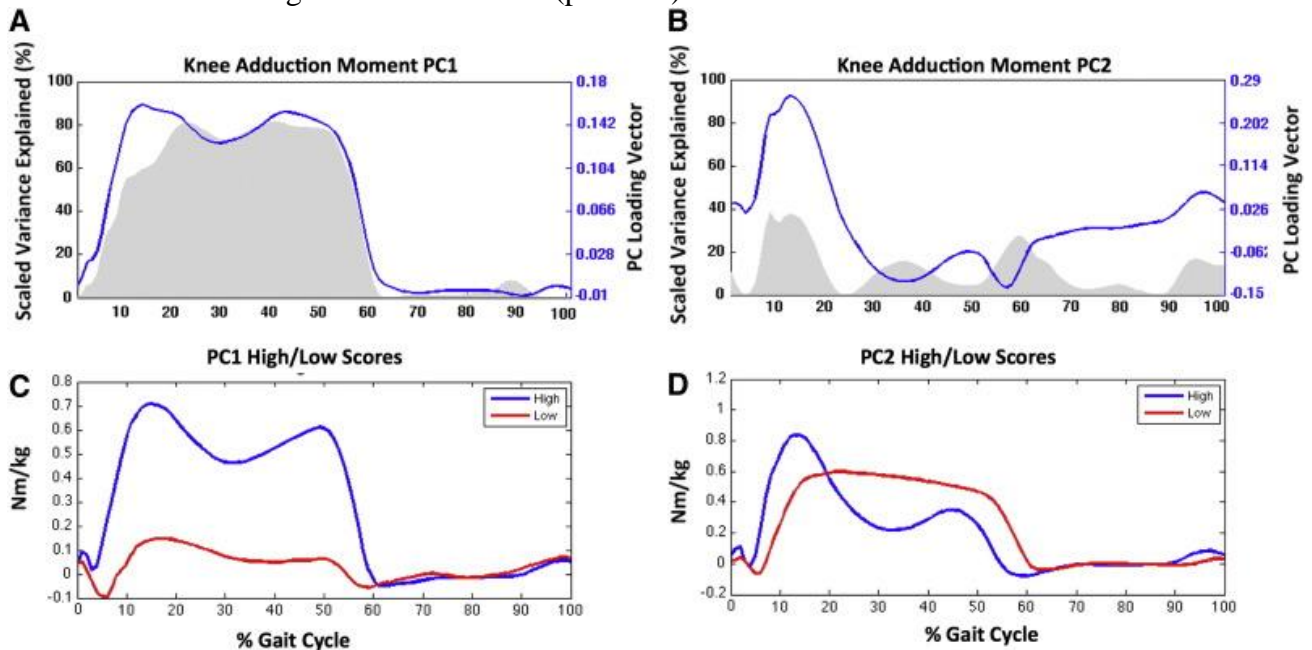 A
Knee Adduction Moment PC1
Scaled Variance Explained (%)
100
80
60
40
20
0
0.18
0.142
0.104
0.066
0.028
-0.01
PC Loading Vector
10 20 30 40 50 60 70 80 90 100
B
Knee Adduction Moment PC2
Scaled Variance Explained (%)
100
80
60
40
20
0
0.29
0.202
0.114
0.026
-0.062
-0.15
PC Loading Vector
10 20 30 40 50 60 70 80 90 100
C
PC1 High/Low Scores
Nm/kg
0.8
0.7
0.6
0.5
0.4
0.3
0.2
0.1
0
-0.1
High
Low
0 10 20 30 40 50 60 70 80 90 100
% Gait Cycle
D
PC2 High/Low Scores
Nm/kg
1.2
1
0.8
0.6
0.4
0.2
0
-0.2
High
Low
0 10 20 30 40 50 60 70 80 90 100
% Gait Cycle